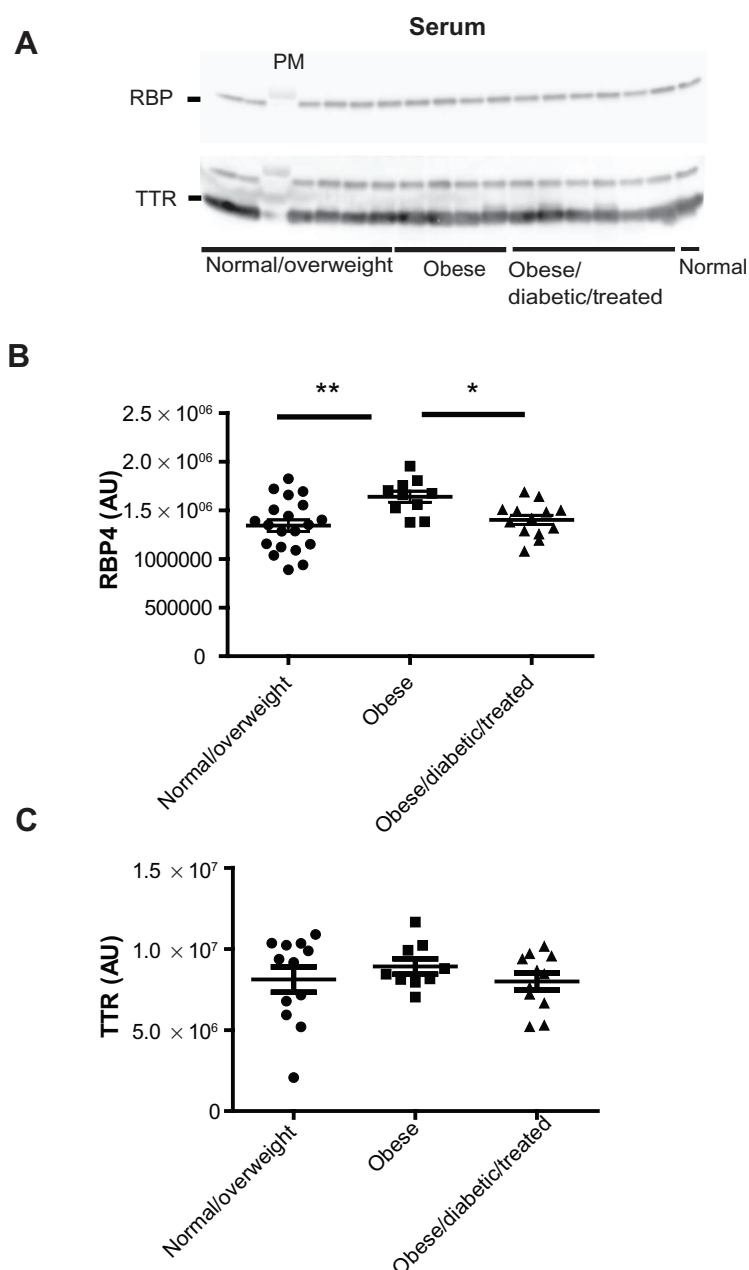 A
Serum
PM
RBP
TTR
Normal/overweight
Obese
Obese/
diabetic/treated
Normal
B
**
*
2.5 × 10⁰⁶
2.0 × 10⁰⁶
1.5 × 10⁰⁶
1000000
500000
0
RBP4 (AU)
Normal/overweight
Obese
Obese/diabetic/treated
C
1.5 × 10⁷
1.0 × 10⁷
5.0 × 10⁶
0
TTR (AU)
Normal/overweight
Obese
Obese/diabetic/treated